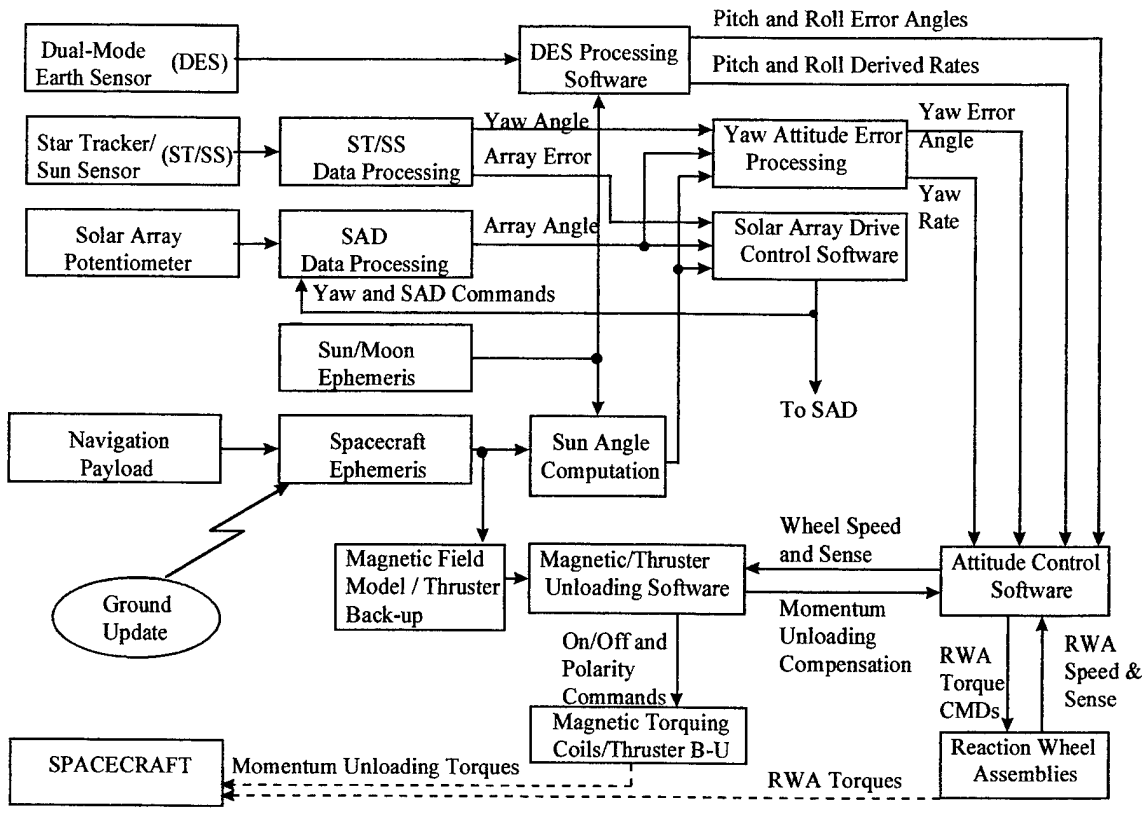 Pitch and Roll Error Angles
Dual-Mode
Earth Sensor (DES)
DES Processing
Software
Pitch and Roll Derived Rates
Star Tracker/
Sun Sensor (ST/SS)
ST/SS
Data Processing
Yaw Angle
Array Error
Yaw Attitude Error
Processing
Yaw Error
Angle
Yaw
Rate
Solar Array
Potentiometer
SAD
Data Processing
Array Angle
Solar Array Drive
Control Software
Yaw and SAD Commands
Sun/Moon
Ephemeris
To SAD
Navigation
Payload
Spacecraft
Ephemeris
Sun Angle
Computation
Ground
Update
Magnetic Field
Model / Thruster
Back-up
Magnetic/Thruster
Unloading Software
Wheel Speed
and Sense
Attitude Control
Software
Momentum
Unloading
Compensation
On/Off and
Polarity
Commands
RWA
Torque
CMDs
RWA
Speed &
Sense
Magnetic Torquing
Coils/Thruster B-U
Reaction Wheel
Assemblies
SPACECRAFT
Momentum Unloading Torques
RWA Torques